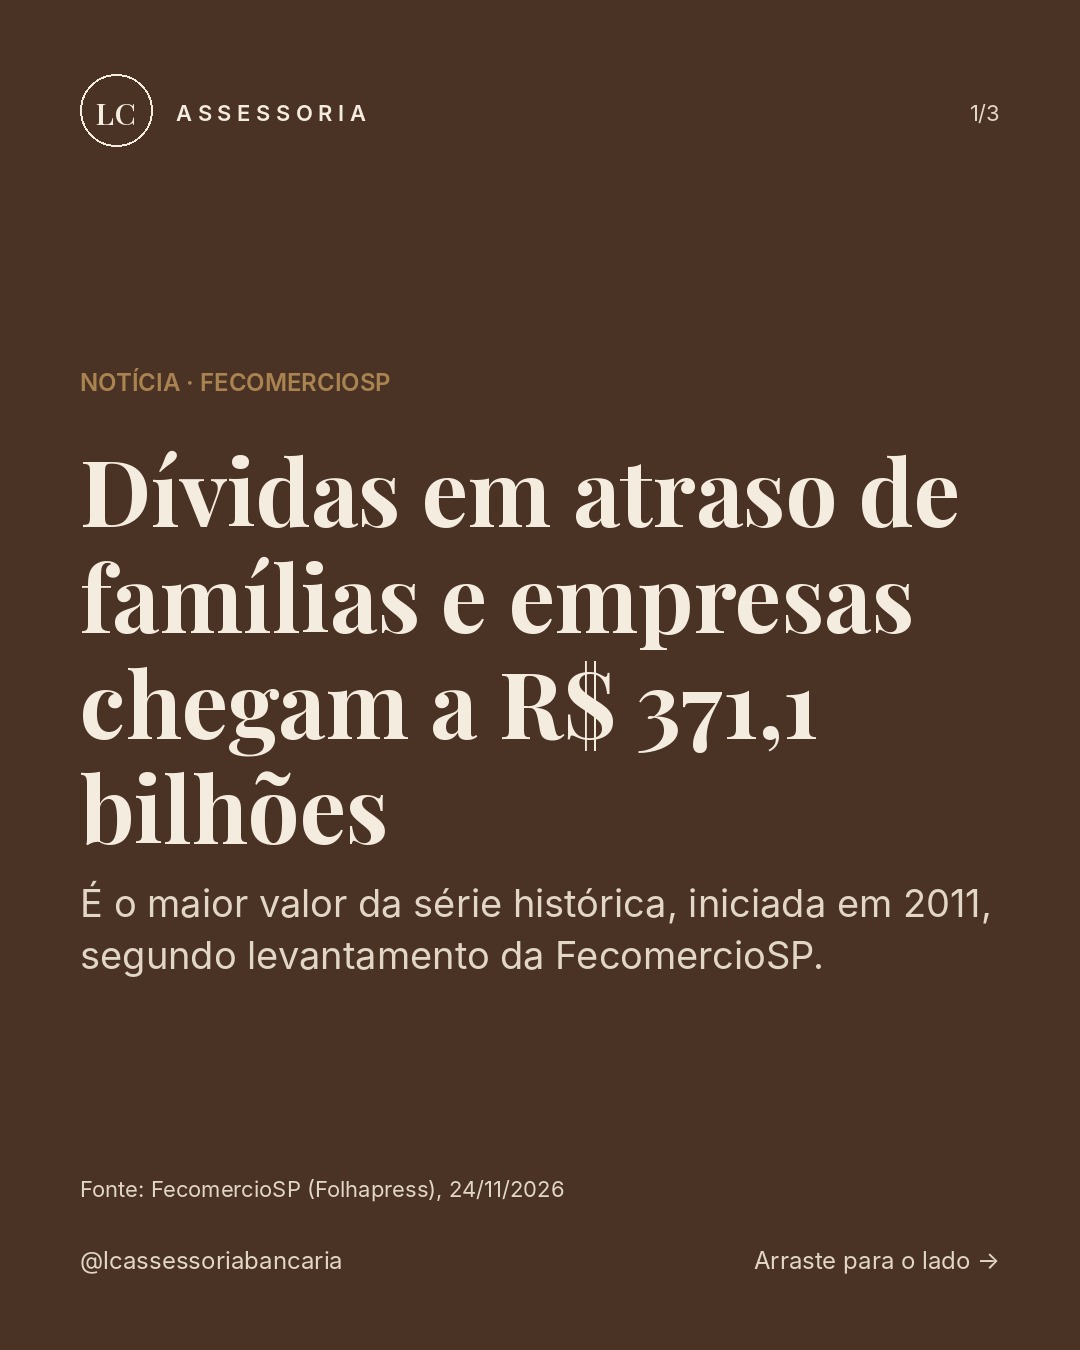 LC ASSESSORIA 1/3
NOTÍCIA · FECOMERCIOSP
Dívidas em atraso de
famílias e empresas
chegam a R$ 371,1
bilhões
É o maior valor da série histórica, iniciada em 2011,
segundo levantamento da FecomercioSP.
Fonte: FecomercioSP (Folhapress), 24/11/2026
@lcassessoriabancaria Arraste para o lado →